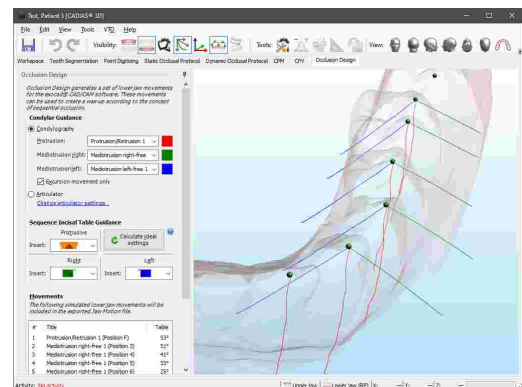 Test, Patient 3 [CADIAS® 3D]
File Edit View Tools VTO Help
Visibility: Tools: View:
Workspace Tooth Segmentation Point Digitizing Static Occlusal Protocol Dynamic Occlusal Protocol CPM CPV Occlusion Design
Occlusion Design
Occlusion Design generates a set of lower jaw movements for the exocad® CAD/CAM software. These movements can be used to create a wax-up according to the concept of sequential occlusion.
Condylar Guidance
Condylography
Protrusion: Protrusion/Retrusion 1
Mediotrusion right: Mediotrusion right-free
Mediotrusion left: Mediotrusion left-free 1
Excursion movement only
Articulator
Change articulator settings...
Sequence Incisal Table Guidance
Protrusive
Insert: Calculate ideal settings
Right Left
Insert: Insert:
Movements
The following simulated lower jaw movements will be included in the exported Jaw Motion file.
# Title Table
1 Protrusion/Retrusion 1 (Position F) 53°
2 Mediotrusion right-free 1 (Position 3) 51°
3 Mediotrusion right-free 1 (Position 4) 41°
4 Mediotrusion right-free 1 (Position 5) 33°
5 Mediotrusion right-free 1 (Position 6) 25°
Activity: No Activity Upper Jaw Lower Jaw (RP) X: --- Y: --- Z: ---